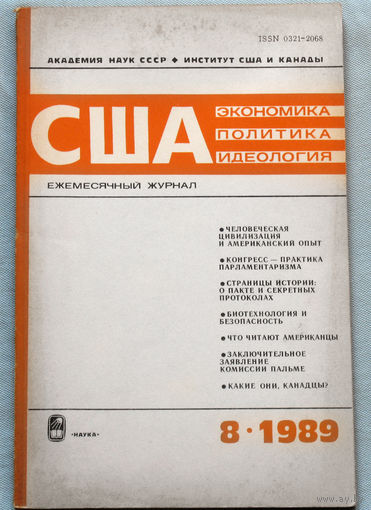 ISSN 0321-2068
АКАДЕМИЯ НАУК СССР ◆ ИНСТИТУТ США И КАНАДЫ
США
ЭКОНОМИКА
ПОЛИТИКА
ИДЕОЛОГИЯ
ЕЖЕМЕСЯЧНЫЙ ЖУРНАЛ
● ЧЕЛОВЕЧЕСКАЯ
ЦИВИЛИЗАЦИЯ
И АМЕРИКАНСКИЙ ОПЫТ
● КОНГРЕСС — ПРАКТИКА
ПАРЛАМЕНТАРИЗМА
● СТРАНИЦЫ ИСТОРИИ:
О ПАКТЕ И СЕКРЕТНЫХ
ПРОТОКОЛАХ
● БИОТЕХНОЛОГИЯ И
БЕЗОПАСНОСТЬ
● ЧТО ЧИТАЮТ АМЕРИКАНЦЫ
● ЗАКЛЮЧИТЕЛЬНОЕ
ЗАЯВЛЕНИЕ
КОМИССИИ ПАЛЬМЕ
● КАКИЕ ОНИ, КАНАДЦЫ?
«НАУКА»
8 · 1989
ay.by